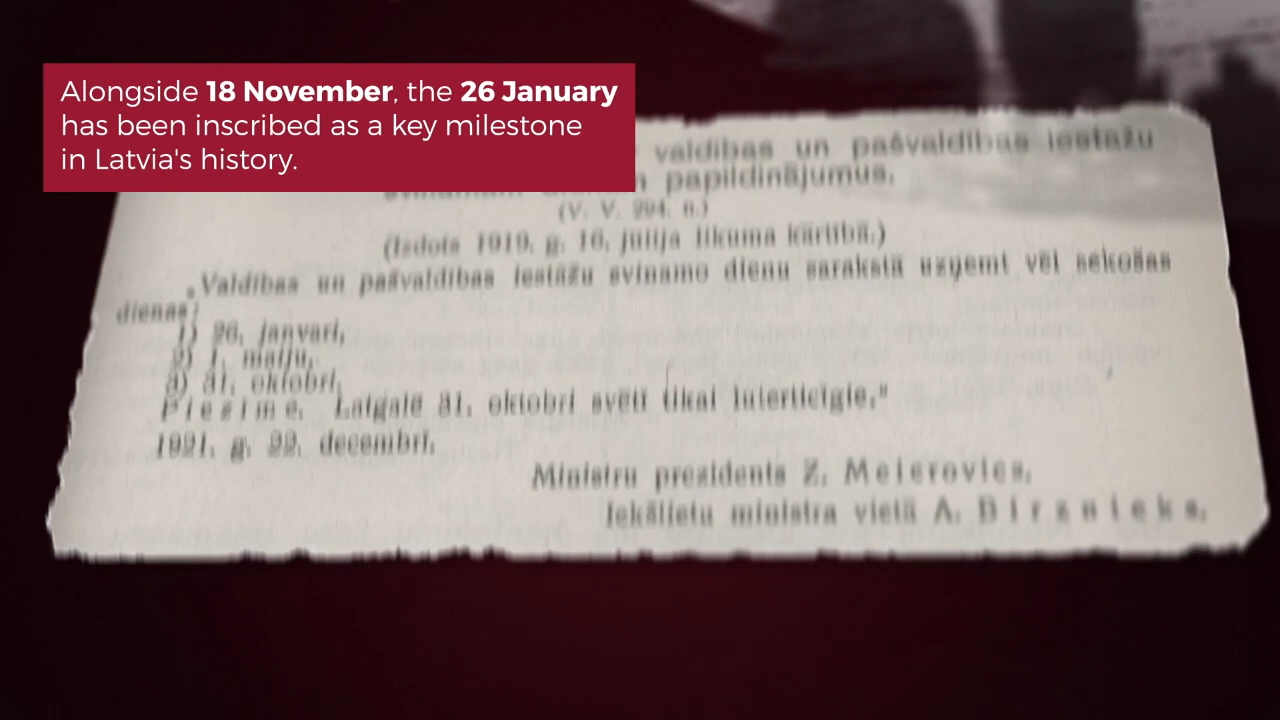 Alongside 18 November, the 26 January
has been inscribed as a key milestone
in Latvia's history.
valdības un pašvaldības iestāžu
papildinājumus.
(V. V. 294. n.)
(Izdots 1919. g. 16. jūlija likuma kārtībā.)
„Valdības un pašvaldības iestāžu svinamo dienu sarakstā uzņemt vēl sekošas
dienas:
1) 26. janvari,
2) 1. maiju,
3) 31. oktobri.
Piezīme. Latgalē 31. oktobri svētī tikai luterticīgie."
1921. g. 22. decembrī.
Ministru prezidents Z. Meierovics.
Iekšlietu ministra vietā A. Birznieks.